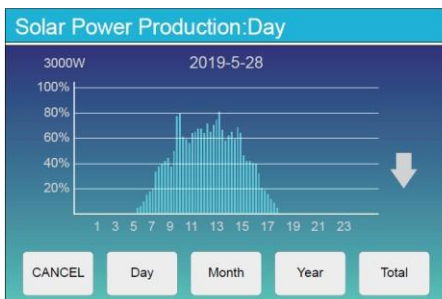 Solar Power Production:Day
3000W 2019-5-28
100%
80%
60%
40%
20%
1 3 5 7 9 11 13 15 17 19 21 23
CANCEL Day Month Year Total